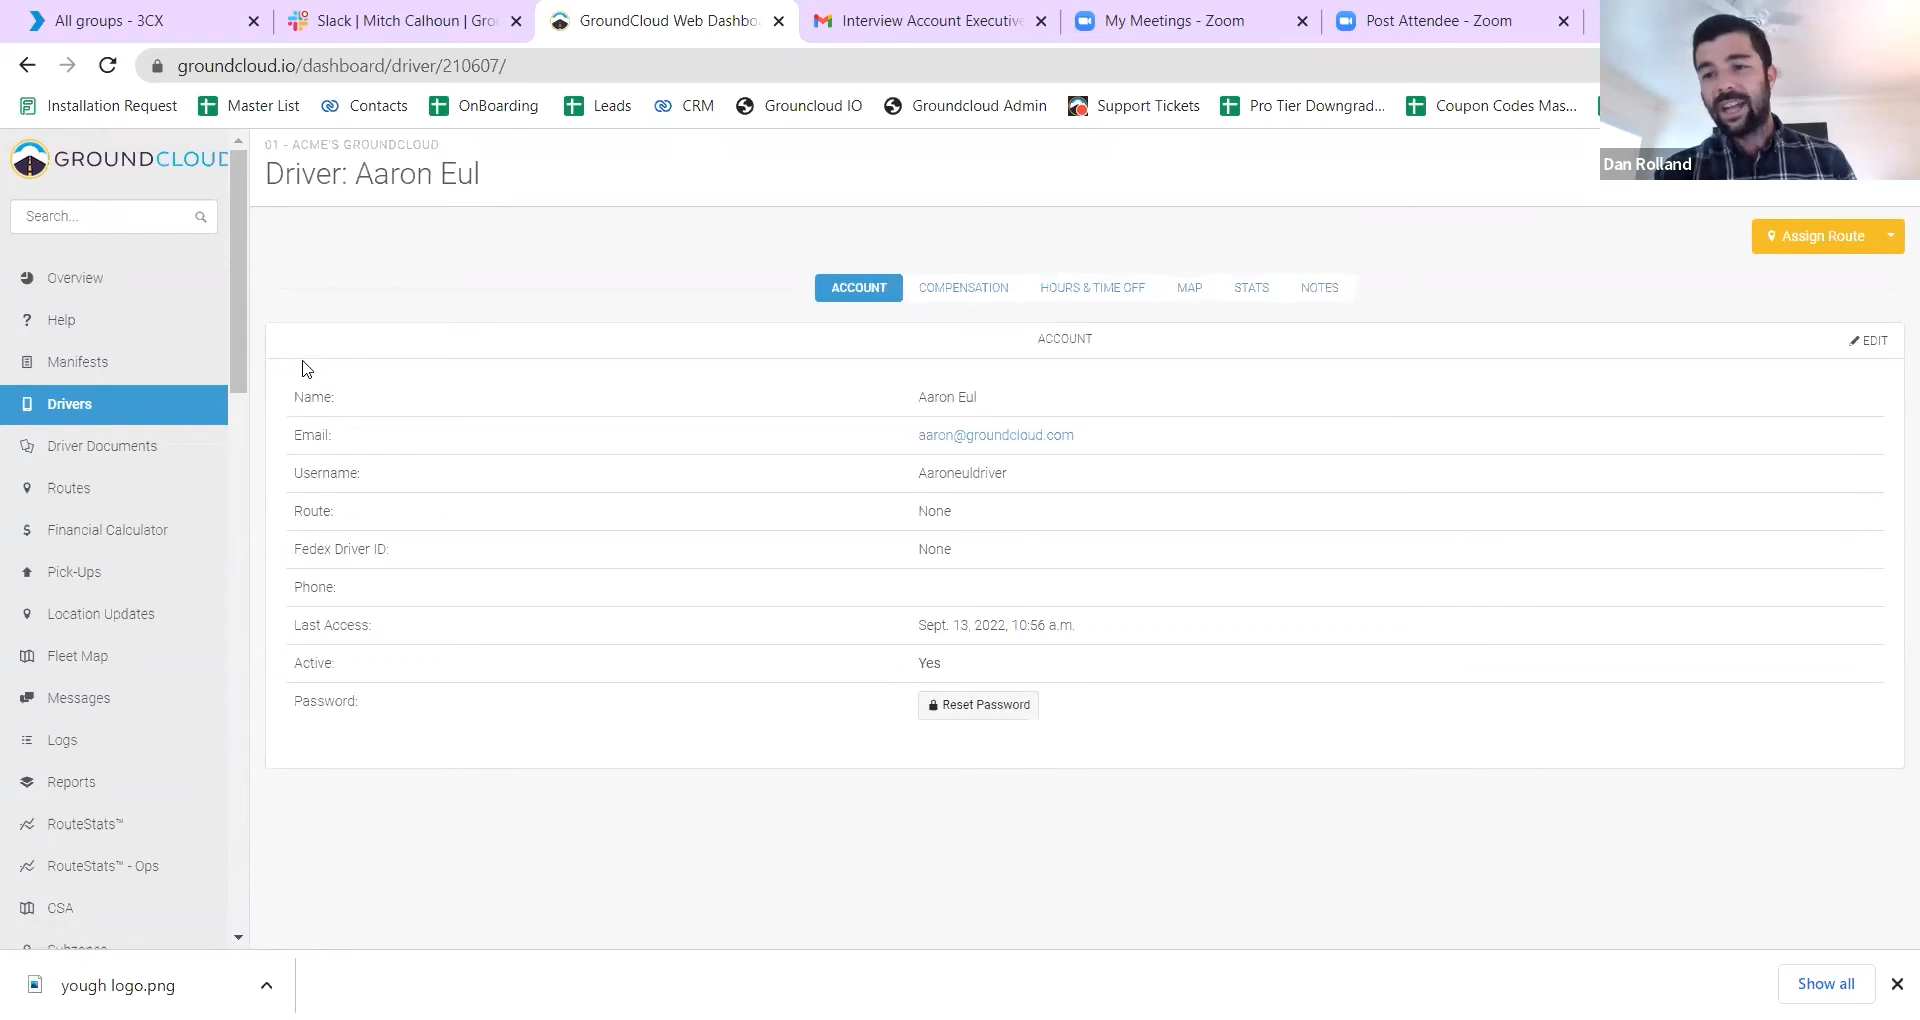 All groups - 3CX
Slack | Mitch Calhoun | Gro
GroundCloud Web Dashbo
Interview Account Executive
My Meetings - Zoom
Post Attendee - Zoom
groundcloud.io/dashboard/driver/210607/
Installation Request
Master List
Contacts
OnBoarding
Leads
CRM
Groundcloud IO
Groundcloud Admin
Support Tickets
Pro Tier Downgrad...
Coupon Codes Mas...
Dan Rolland
GROUNDCLOUD
01 - ACME'S GROUNDCLOUD
Driver: Aaron Eul
Search...
Assign Route
Overview
Help
Manifests
Drivers
Driver Documents
Routes
Financial Calculator
Pick-Ups
Location Updates
Fleet Map
Messages
Logs
Reports
RouteStats™
RouteStats™ - Ops
CSA
Subzones
ACCOUNT COMPENSATION HOURS & TIME OFF MAP STATS NOTES
ACCOUNT
EDIT
Name: Aaron Eul
Email: aaron@groundcloud.com
Username: Aaroneuldriver
Route: None
Fedex Driver ID: None
Phone:
Last Access: Sept. 13, 2022, 10:56 a.m.
Active: Yes
Password: Reset Password
yough logo.png
Show all